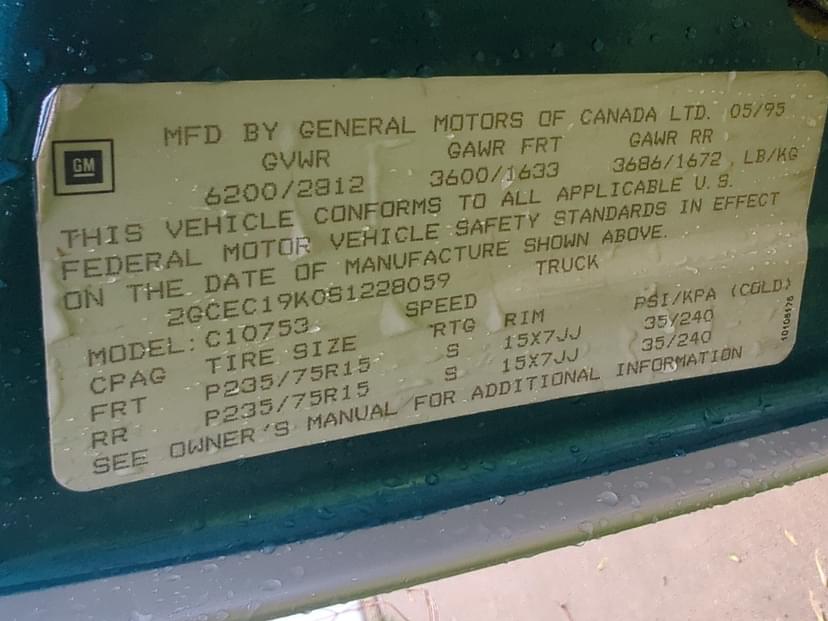 MFD BY GENERAL MOTORS OF CANADA LTD. 05/95
GM
GVWR GAWR FRT GAWR RR
6200/2812 3600/1633 3686/1672 LB/KG
THIS VEHICLE CONFORMS TO ALL APPLICABLE U.S.
FEDERAL MOTOR VEHICLE SAFETY STANDARDS IN EFFECT
ON THE DATE OF MANUFACTURE SHOWN ABOVE.
2GCEC19K0S1228059 TRUCK
MODEL: C10753 SPEED
CPAG TIRE SIZE RTG RIM PSI/KPA (COLD)
FRT P235/75R15 S 15X7JJ 35/240
RR P235/75R15 S 15X7JJ 35/240
SEE OWNER'S MANUAL FOR ADDITIONAL INFORMATION